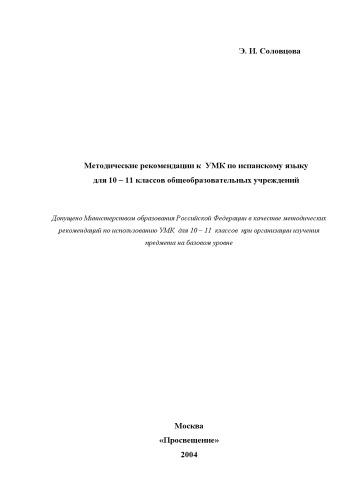 Э. И. Соловцова
Методические рекомендации к УМК по испанскому языку
для 10 – 11 классов общеобразовательных учреждений
Допущено Министерством образования Российской Федерации в качестве методических
рекомендаций по использованию УМК для 10 – 11 классов при организации изучения
предмета на базовом уровне
Москва
«Просвещение»
2004